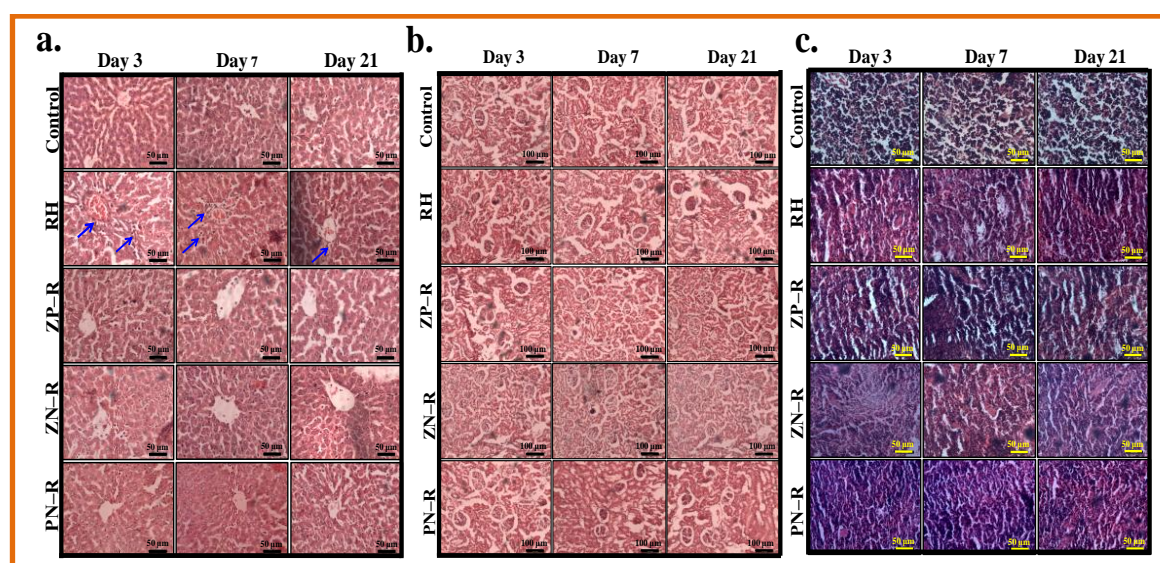 a.
Day 3 Day 7 Day 21
Control
50 µm 50 µm 50 µm
RH
50 µm 50 µm 50 µm
ZP–R
50 µm 50 µm 50 µm
ZN–R
50 µm 50 µm 50 µm
PN–R
50 µm 50 µm 50 µm
b.
Day 3 Day 7 Day 21
Control
100 µm 100 µm 100 µm
RH
100 µm 100 µm 100 µm
ZP–R
100 µm 100 µm 100 µm
ZN–R
100 µm 100 µm 100 µm
PN–R
100 µm 100 µm 100 µm
c.
Day 3 Day 7 Day 21
Control
50 µm 50 µm 50 µm
RH
50 µm 50 µm 50 µm
ZP–R
50 µm 50 µm 50 µm
ZN–R
50 µm 50 µm 50 µm
PN–R
50 µm 50 µm 50 µm